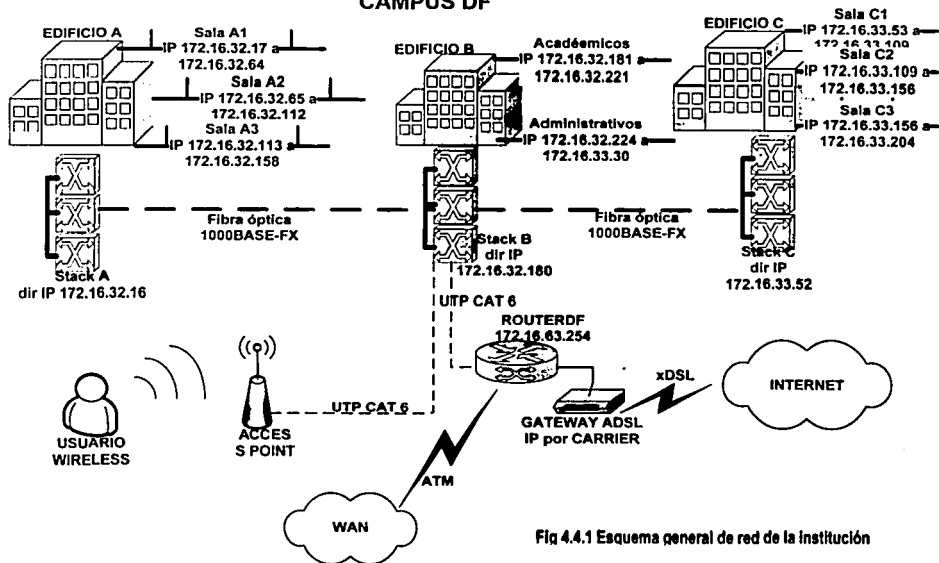 CAMPUS DF
EDIFICIO A
Sala A1
IP 172.16.32.17 a
172.16.32.64
Sala A2
IP 172.16.32.65 a
172.16.32.112
Sala A3
IP 172.16.32.113 a
172.16.32.158
EDIFICIO B
Acadéemicos
IP 172.16.32.181 a
172.16.32.221
Administrativos
IP 172.16.32.224 a
172.16.33.30
EDIFICIO C
Sala C1
IP 172.16.33.53 a
172.16.33.109
Sala C2
IP 172.16.33.109 a
172.16.33.156
Sala C3
IP 172.16.33.156 a
172.16.33.204
Fibra óptica
1000BASE-FX
Fibra óptica
1000BASE-FX
Stack A
dir IP 172.16.32.16
Stack B
dir IP
172.16.32.180
Stack C
dir IP
172.16.33.52
UTP CAT 6
ROUTERDF
172.16.63.254
xDSL
INTERNET
GATEWAY ADSL
IP por CARRIER
USUARIO
WIRELESS
ACCES
S POINT
UTP CAT 6
ATM
WAN
Fig 4.4.1 Esquema general de red de la institución